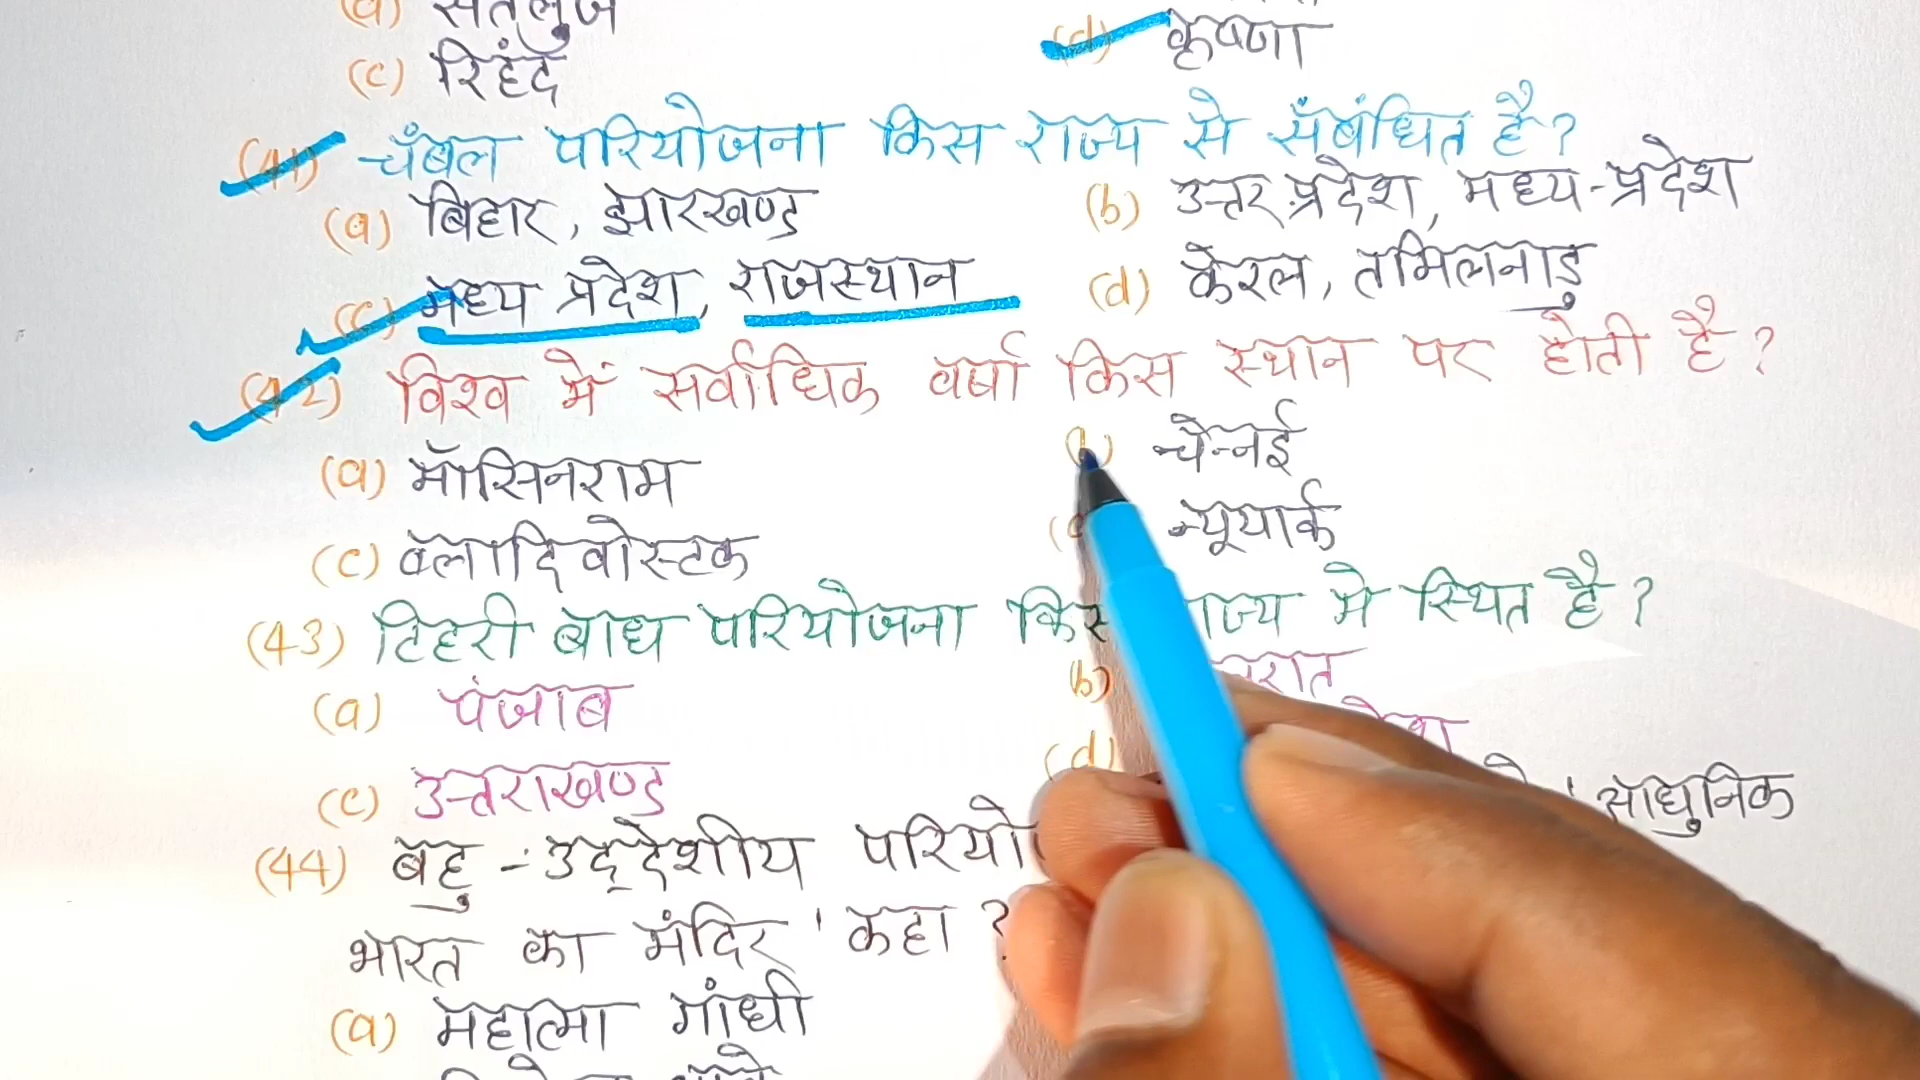 (c) रिहंद (d) कृष्णा
(41) चंबल परियोजना किस राज्य से संबंधित है?
(a) बिहार, झारखण्ड (b) उत्तर प्रदेश, मध्य-प्रदेश
(c) मध्य प्रदेश, राजस्थान (d) केरल, तमिलनाडु
(42) विश्व में सर्वाधिक वर्षा किस स्थान पर होती है?
(a) मॉसिनराम (b) चेन्नई
(c) ब्लादिवोस्टक न्यूयार्क
(43) टिहरी बाध परियोजना किस राज्य मे स्थित है?
(a) पंजाब (b)
(c) उत्तराखण्ड (d)
(44) बहु-उद्देशीय 'आधुनिक
भारत का मंदिर' कहा?
(a) महात्मा गांधी